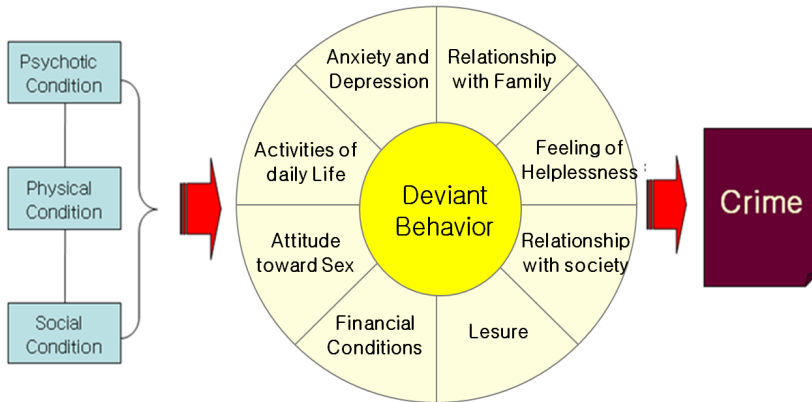 Psychotic
Condition
Physical
Condition
Social
Condition
Anxiety and
Depression
Relationship
with Family
Activities of
daily Life
Feeling of
Helplessness
Deviant
Behavior
Attitude
toward Sex
Relationship
with society
Financial
Conditions
Lesure
Crime